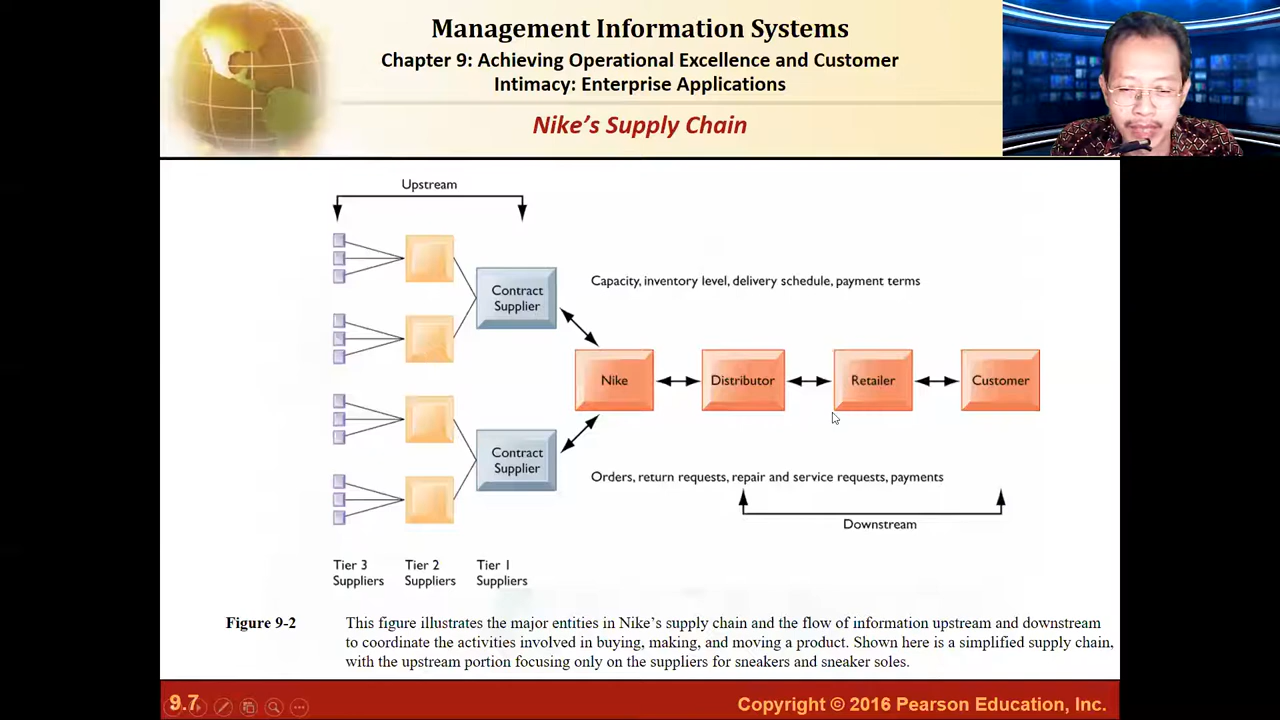 Management Information Systems
Chapter 9: Achieving Operational Excellence and Customer
Intimacy: Enterprise Applications
Nike's Supply Chain
Upstream
Contract
Supplier
Capacity, inventory level, delivery schedule, payment terms
Nike
Distributor
Retailer
Customer
Contract
Supplier
Orders, return requests, repair and service requests, payments
Downstream
Tier 3
Suppliers
Tier 2
Suppliers
Tier 1
Suppliers
Figure 9-2
This figure illustrates the major entities in Nike's supply chain and the flow of information upstream and downstream
to coordinate the activities involved in buying, making, and moving a product. Shown here is a simplified supply chain,
with the upstream portion focusing only on the suppliers for sneakers and sneaker soles.
9.7
Copyright © 2016 Pearson Education, Inc.